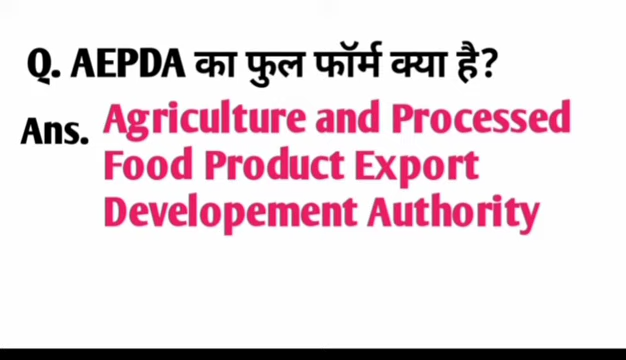 Q. AEPDA का फुल फॉर्म क्या है?
Ans. Agriculture and Processed
Food Product Export
Developement Authority